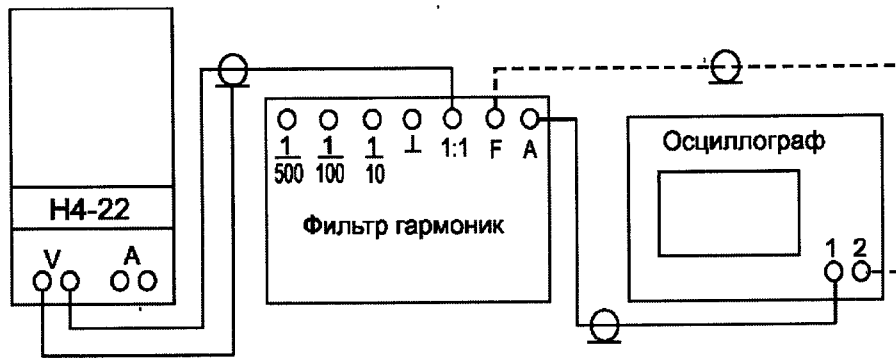 Н4-22
V A
1/500 1/100 1/10 ⊥ 1:1 F A
Фильтр гармоник
Осциллограф
1 2